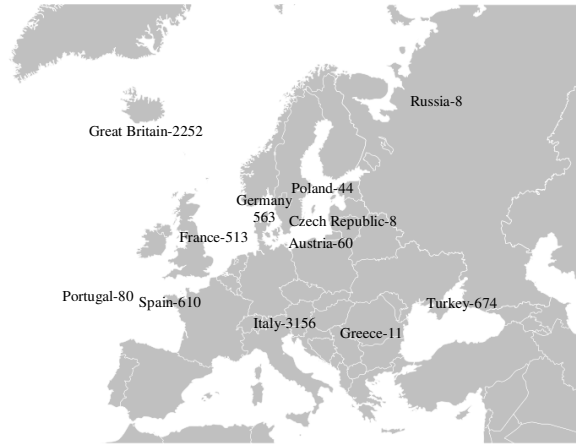 Russia-8
Great Britain-2252
Poland-44
Germany
563
Czech Republic-8
France-513
Austria-60
Portugal-80
Spain-610
Turkey-674
Italy-3156
Greece-11